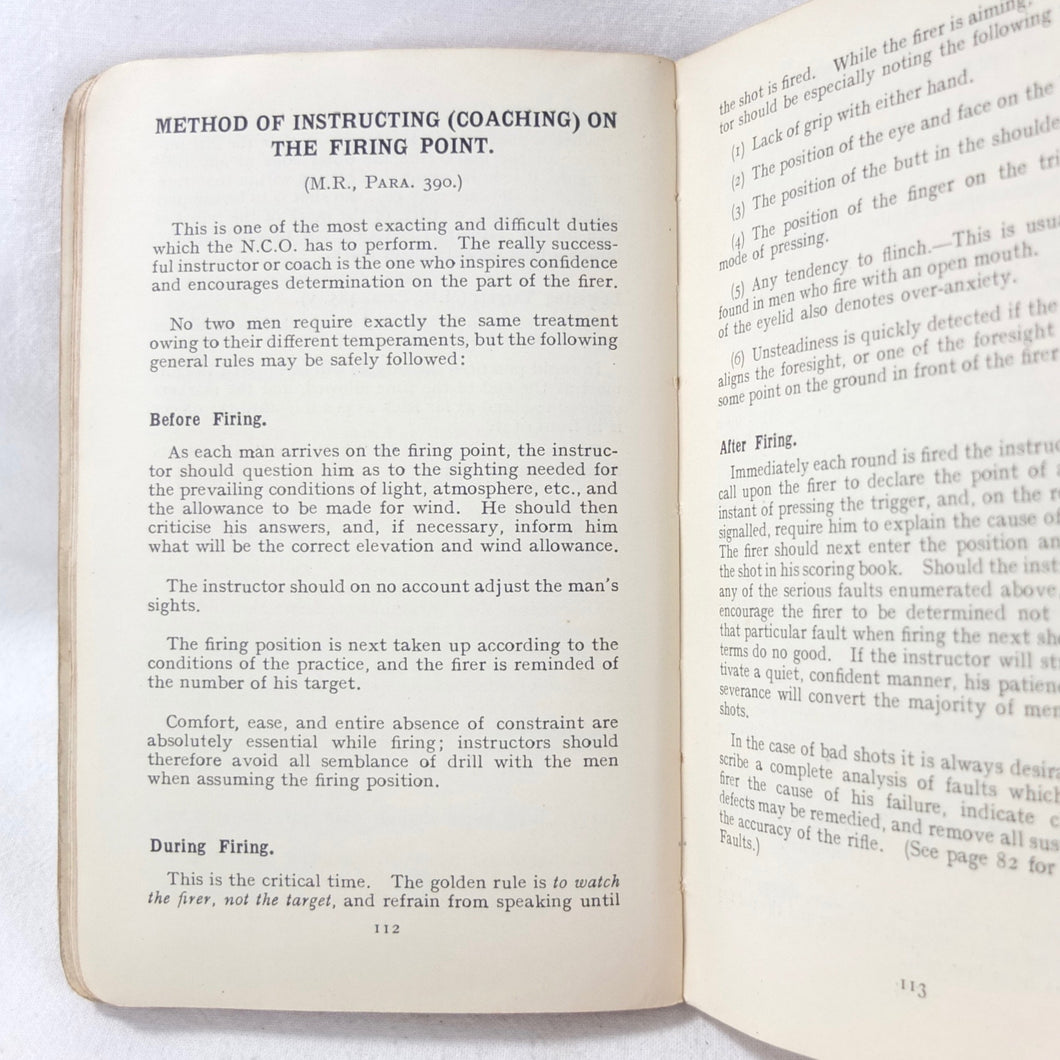 METHOD OF INSTRUCTING (COACHING) ON
THE FIRING POINT.
(M.R., PARA. 390.)
This is one of the most exacting and difficult duties
which the N.C.O. has to perform. The really success-
ful instructor or coach is the one who inspires confidence
and encourages determination on the part of the firer.
No two men require exactly the same treatment
owing to their different temperaments, but the following
general rules may be safely followed:
Before Firing.
As each man arrives on the firing point, the instruc-
tor should question him as to the sighting needed for
the prevailing conditions of light, atmosphere, etc., and
the allowance to be made for wind. He should then
criticise his answers, and, if necessary, inform him
what will be the correct elevation and wind allowance.
The instructor should on no account adjust the man's
sights.
The firing position is next taken up according to the
conditions of the practice, and the firer is reminded of
the number of his target.
Comfort, ease, and entire absence of constraint are
absolutely essential while firing; instructors should
therefore avoid all semblance of drill with the men
when assuming the firing position.
During Firing.
This is the critical time. The golden rule is to watch
the firer, not the target, and refrain from speaking until
112
the shot is fired. While the firer is aiming.
tor should be especially noting the following
(1) Lack of grip with either hand.
(2) The position of the eye and face on the
(3) The position of the butt in the
(4) The position of the finger on the
mode of pressing.
(5) Any tendency to flinch.—This is
found in men who fire with an open mouth.
of the eyelid also denotes over-anxiety.
(6) Unsteadiness is quickly detected if the
aligns the foresight, or one of the foresight
some point on the ground in front of the firer
After Firing.
Immediately each round is fired the
call upon the firer to declare the point of
instant of pressing the trigger, and, on the
signalled, require him to explain the cause of
The firer should next enter the position
the shot in his scoring book. Should the
any of the serious faults enumerated above,
encourage the firer to be determined not
that particular fault when firing the next
terms do no good. If the instructor will
tivate a quiet, confident manner, his
severance will convert the majority of
shots.
In the case of bad shots it is always
scribe a complete analysis of faults which
firer the cause of his failure, indicate
defects may be remedied, and remove all
the accuracy of the rifle. (See page 82 for
Faults.)
113